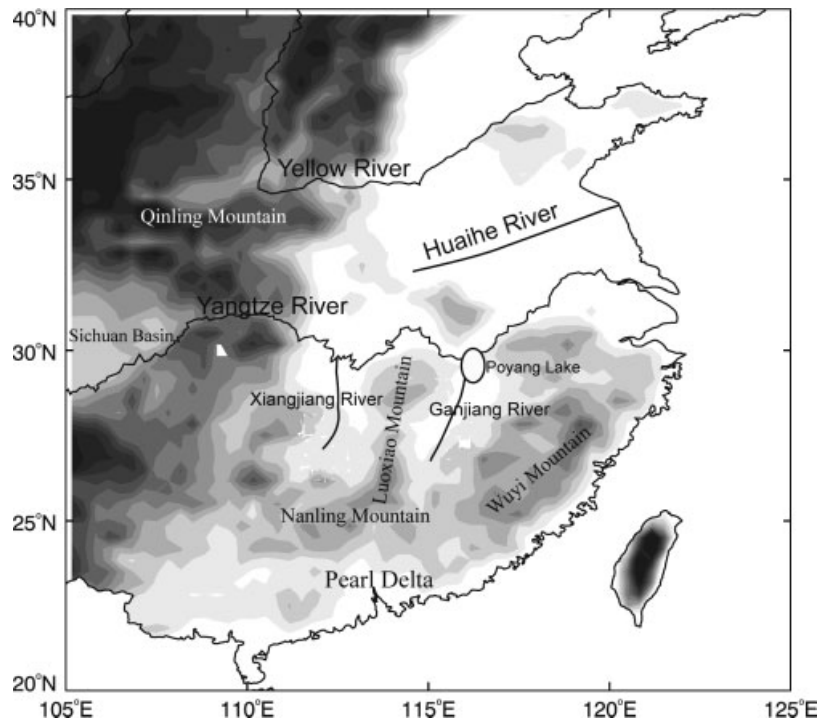 40°N
Yellow River
35°N
Qinling Mountain
Huaihe River
Yangtze River
Sichuan Basin
30°N
Poyang Lake
Xiangjiang River
Luoxiao Mountain
Ganjiang River
Wuyi Mountain
Nanling Mountain
25°N
Pearl Delta
20°N
105°E
110°E
115°E
120°E
125°E